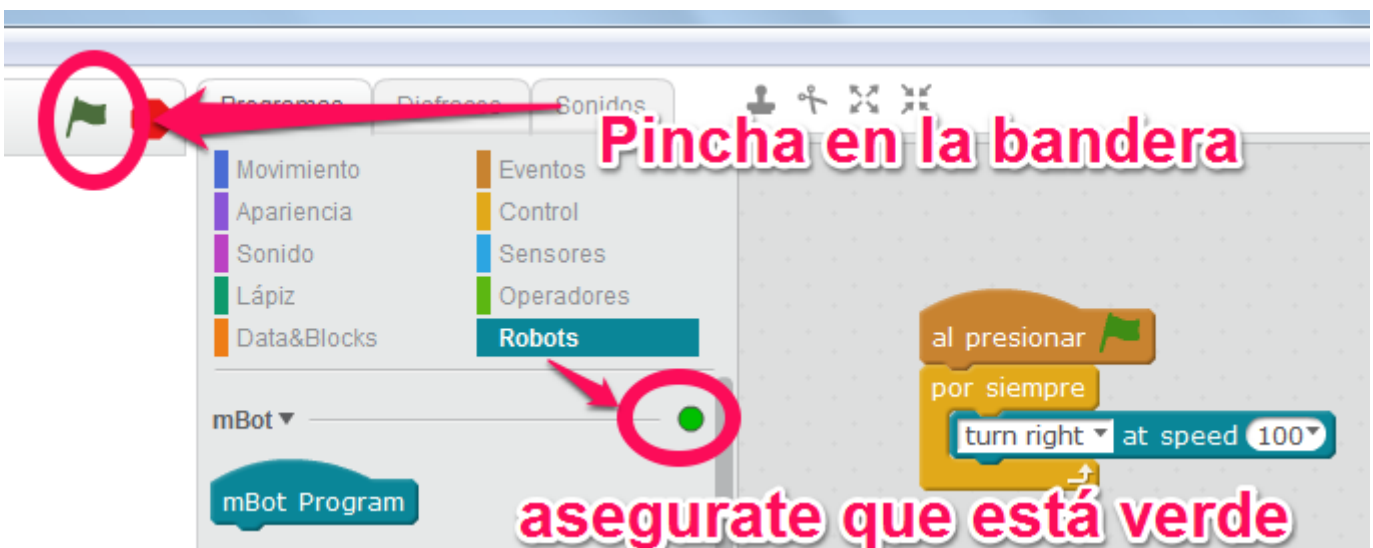 Programas Disfraces Sonidos
Pincha en la bandera
Movimiento Eventos
Apariencia Control
Sonido Sensores
Lápiz Operadores
Data&Blocks Robots
al presionar
por siempre
turn right at speed 100
mBot
mBot Program
asegurate que está verde